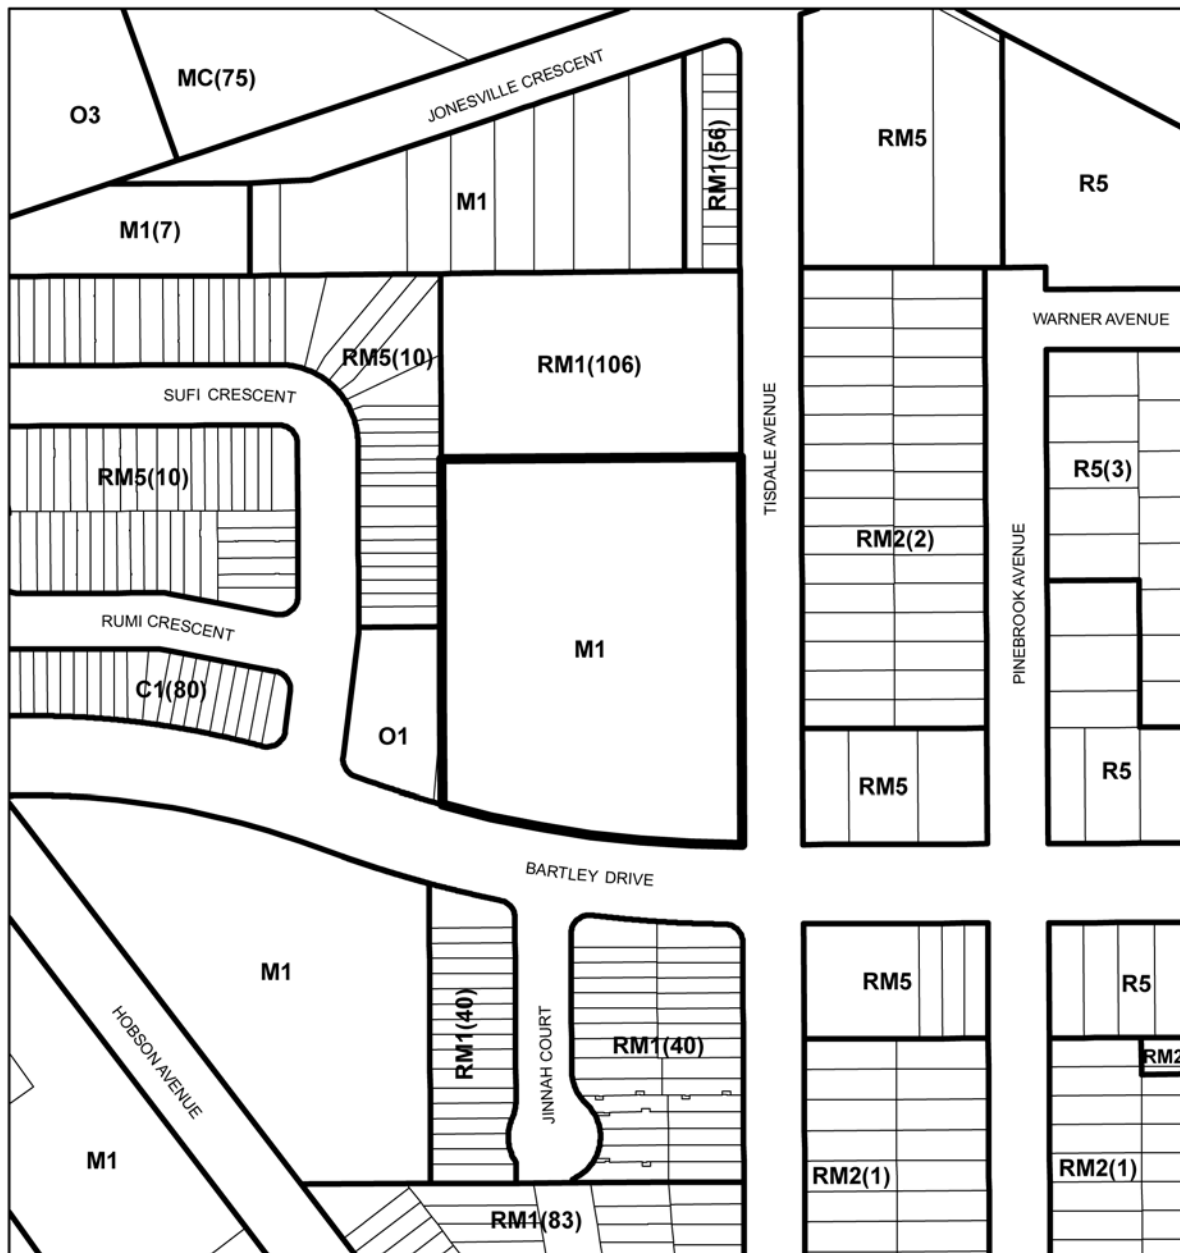 MC(75)
O3
JONESVILLE CRESCENT
RM5
RM1(56)
R5
M1
M1(7)
WARNER AVENUE
RM5(10)
RM1(106)
SUFI CRESCENT
TISDALE AVENUE
RM5(10)
R5(3)
RM2(2)
PINEBROOK AVENUE
RUMI CRESCENT
M1
C1(80)
O1
R5
RM5
BARTLEY DRIVE
M1
RM5
R5
HOBSON AVENUE
RM1(40)
JINNAH COURT
RM1(40)
RM2
M1
RM2(1)
RM2(1)
RM1(83)